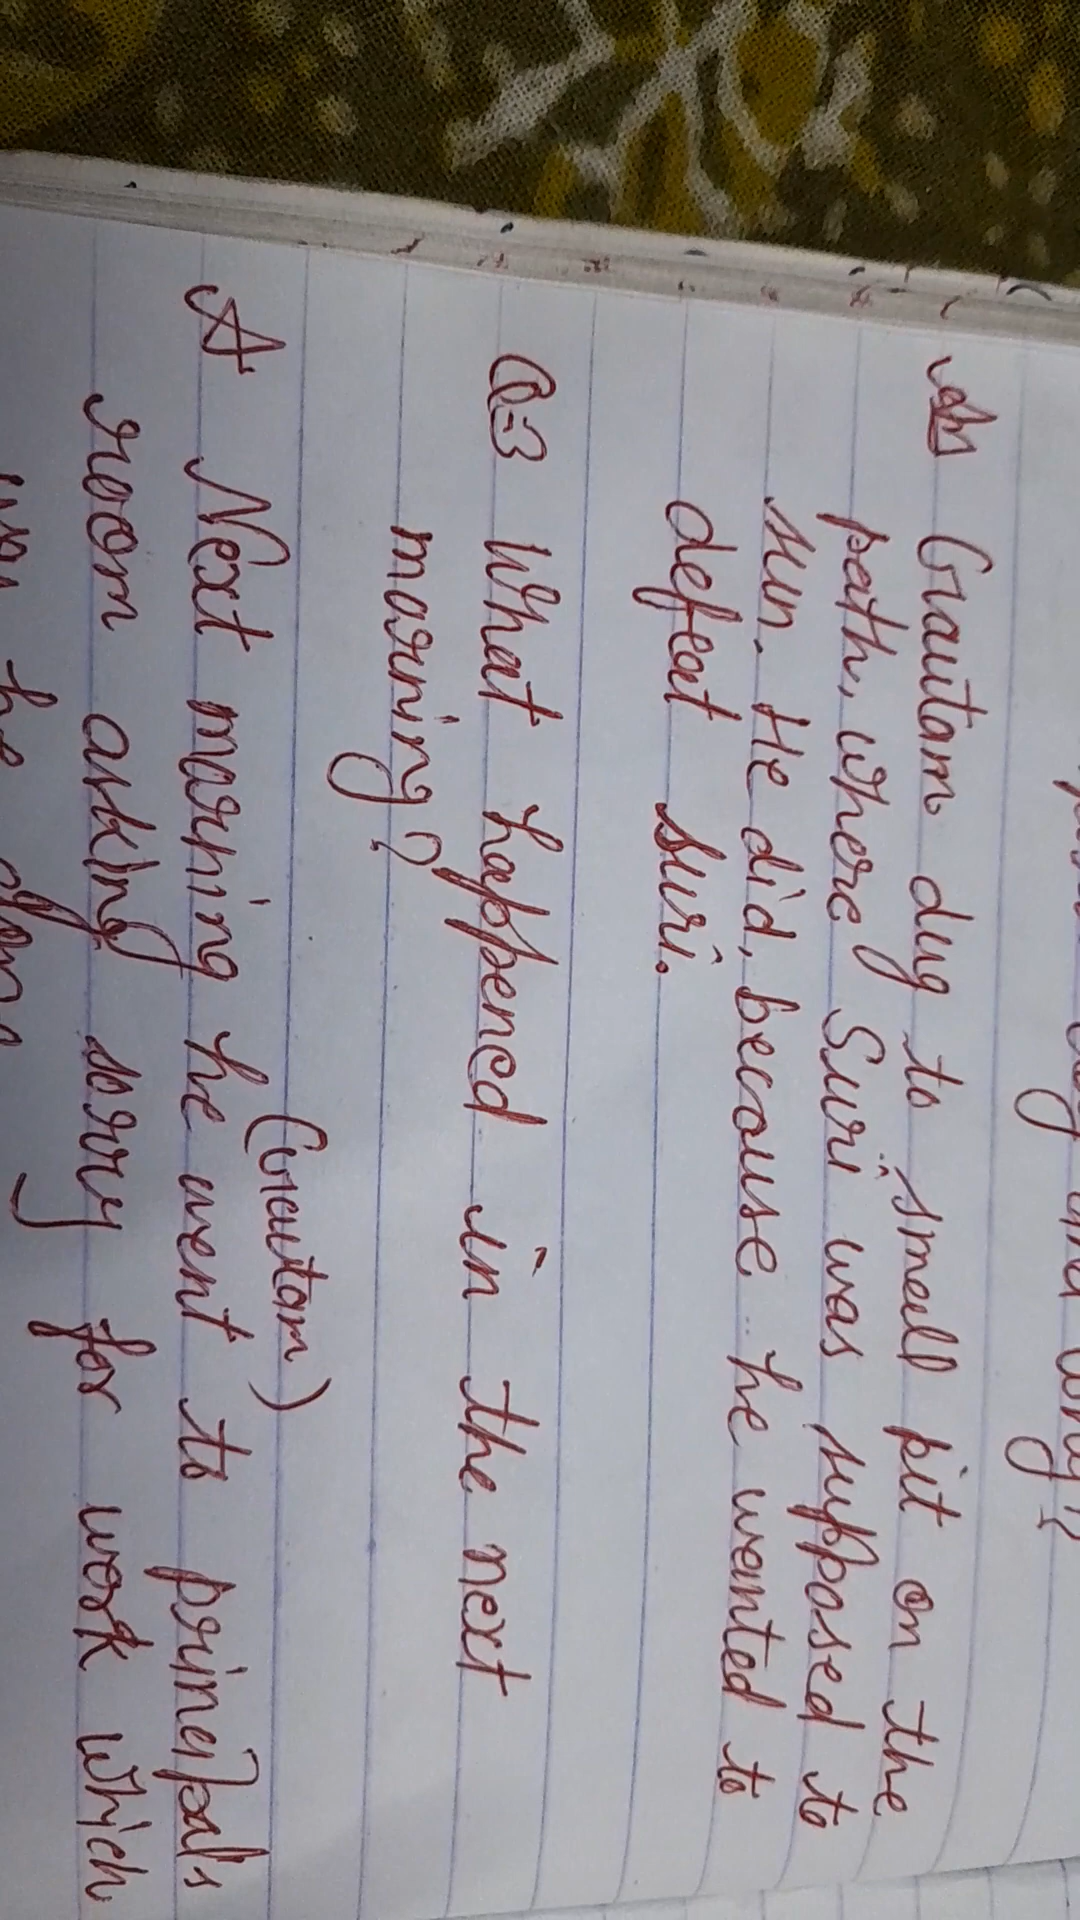 why?
Ans Gautam dug to small pit on the
path, where Suri was supposed to
run. He did, because he wanted to
defeat suri.
Q-3 What happened in the next
morning?
(Gautam)
A Next morning he went to principal's
room asking sorry for work which
he